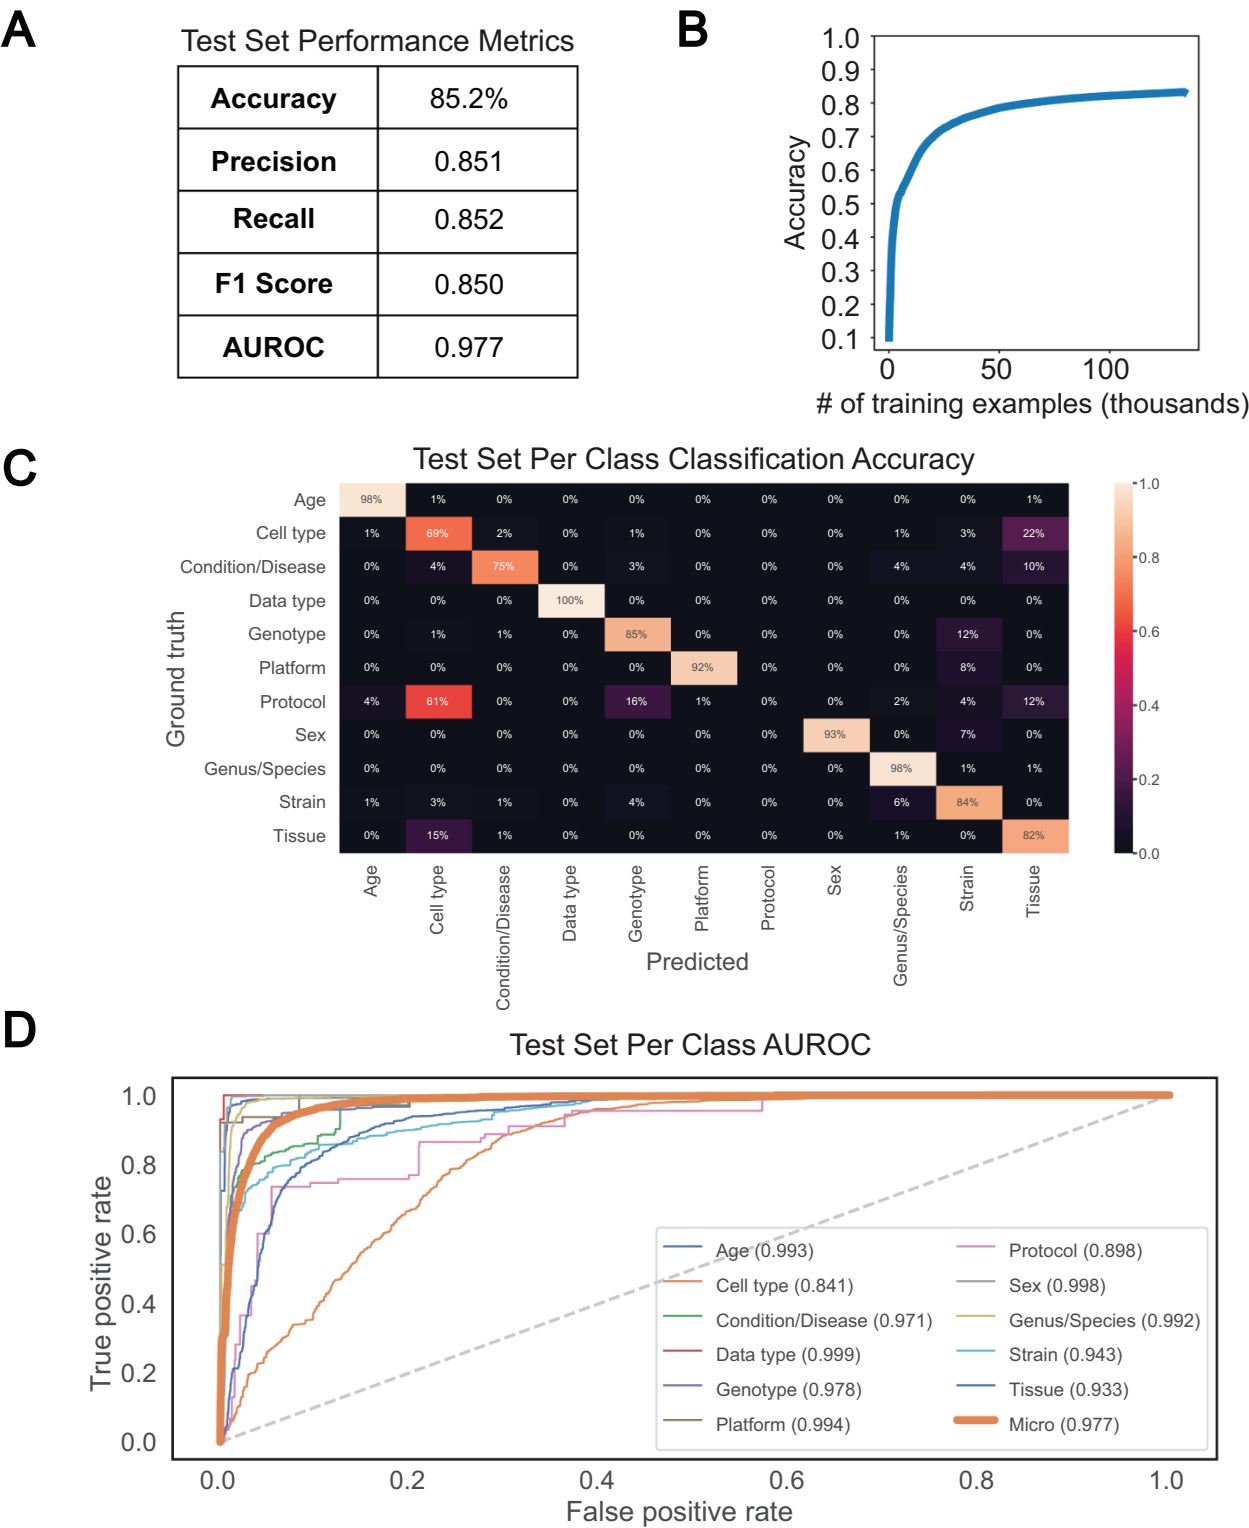 A
Test Set Performance Metrics
Accuracy 85.2%
Precision 0.851
Recall 0.852
F1 Score 0.850
AUROC 0.977
B
1.0
0.9
0.8
0.7
0.6
0.5
0.4
0.3
0.2
0.1
Accuracy
0 50 100
# of training examples (thousands)
C
Test Set Per Class Classification Accuracy
Ground truth
Age 98% 1% 0% 0% 0% 0% 0% 0% 0% 0% 1%
Cell type 1% 69% 2% 0% 1% 0% 0% 0% 1% 3% 22%
Condition/Disease 0% 4% 75% 0% 3% 0% 0% 0% 4% 4% 10%
Data type 0% 0% 0% 100% 0% 0% 0% 0% 0% 0% 0%
Genotype 0% 1% 1% 0% 85% 0% 0% 0% 0% 12% 0%
Platform 0% 0% 0% 0% 0% 92% 0% 0% 0% 8% 0%
Protocol 4% 61% 0% 0% 16% 1% 0% 0% 2% 4% 12%
Sex 0% 0% 0% 0% 0% 0% 0% 93% 0% 7% 0%
Genus/Species 0% 0% 0% 0% 0% 0% 0% 0% 98% 1% 1%
Strain 1% 3% 1% 0% 4% 0% 0% 0% 6% 84% 0%
Tissue 0% 15% 1% 0% 0% 0% 0% 0% 1% 0% 82%
Age
Cell type
Condition/Disease
Data type
Genotype
Platform
Protocol
Sex
Genus/Species
Strain
Tissue
Predicted
1.0
0.8
0.6
0.4
0.2
0.0
D
Test Set Per Class AUROC
True positive rate
1.0
0.8
0.6
0.4
0.2
0.0
Age (0.993)
Cell type (0.841)
Condition/Disease (0.971)
Data type (0.999)
Genotype (0.978)
Platform (0.994)
Protocol (0.898)
Sex (0.998)
Genus/Species (0.992)
Strain (0.943)
Tissue (0.933)
Micro (0.977)
0.0 0.2 0.4 0.6 0.8 1.0
False positive rate